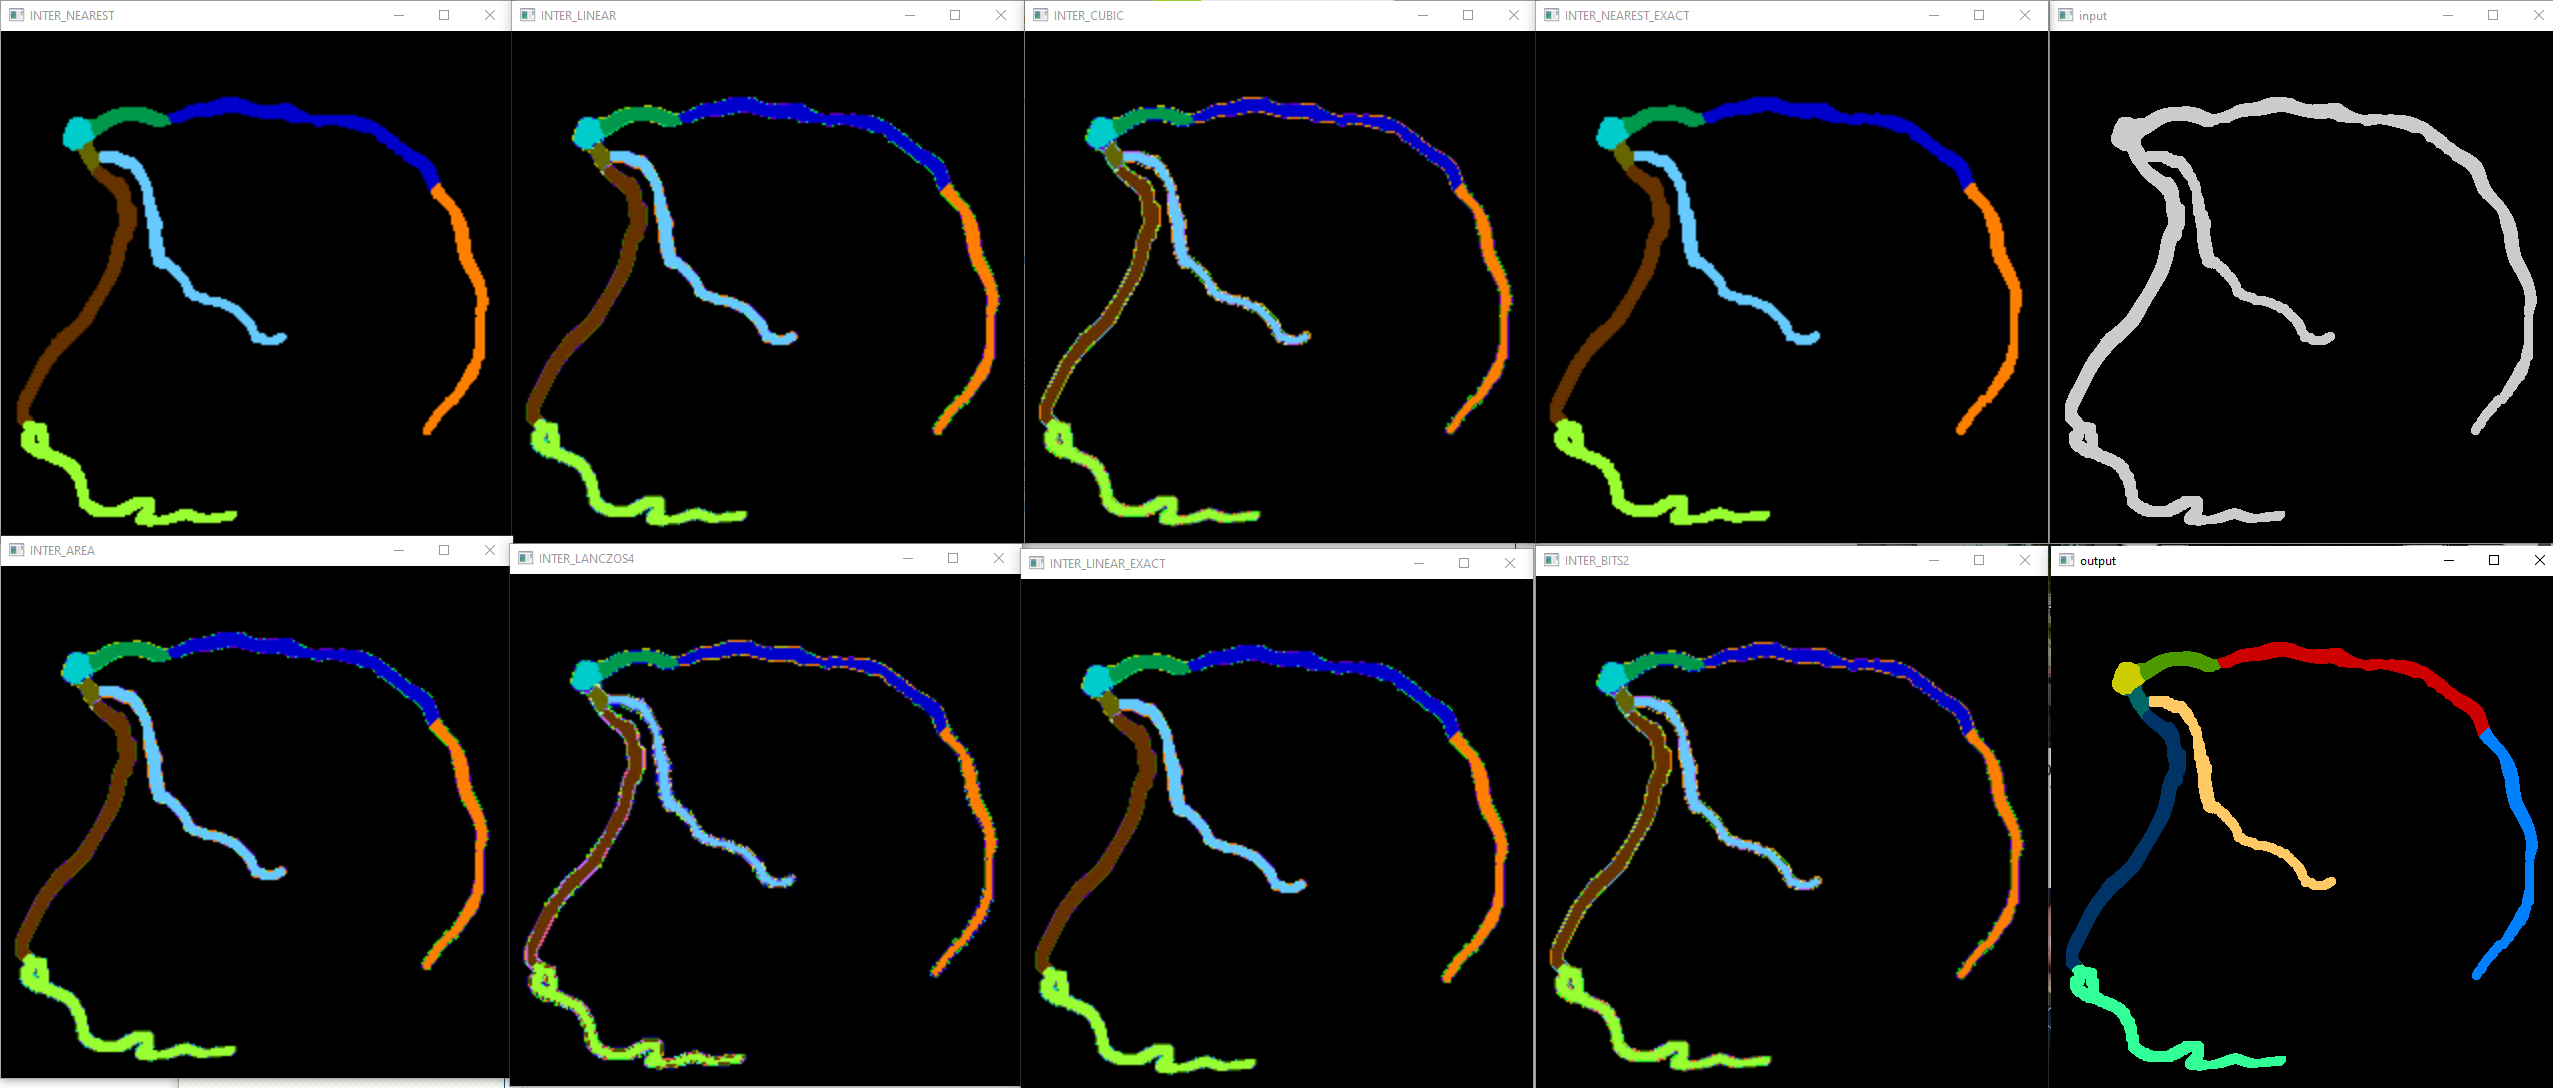 INTER_NEAREST
INTER_LINEAR
INTER_CUBIC
INTER_NEAREST_EXACT
input
INTER_AREA
INTER_LANCZOS4
INTER_LINEAR_EXACT
INTER_BITS2
output